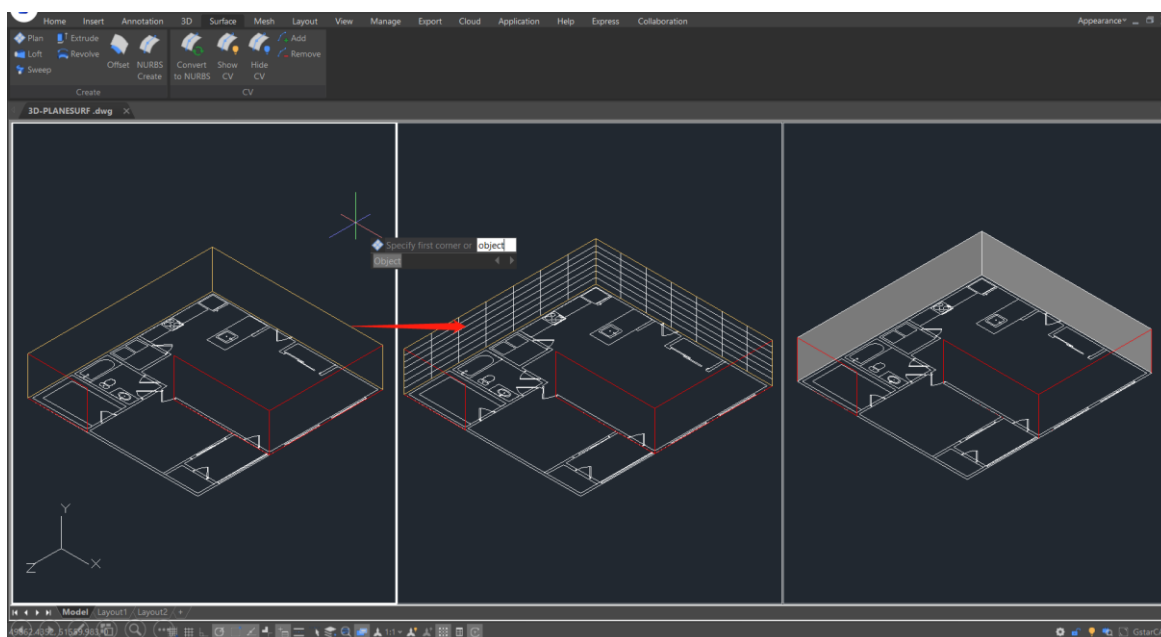 Home Insert Annotation 3D Surface Mesh Layout View Manage Export Cloud Application Help Express Collaboration Appearance
Plan Extrude Add
Loft Revolve Remove
Sweep Offset NURBS Create Convert to NURBS Show CV Hide CV
Create CV
3D-PLANESURF .dwg
Specify first corner or object
Object
Y
Z X
Model Layout1 Layout2 +
1:1